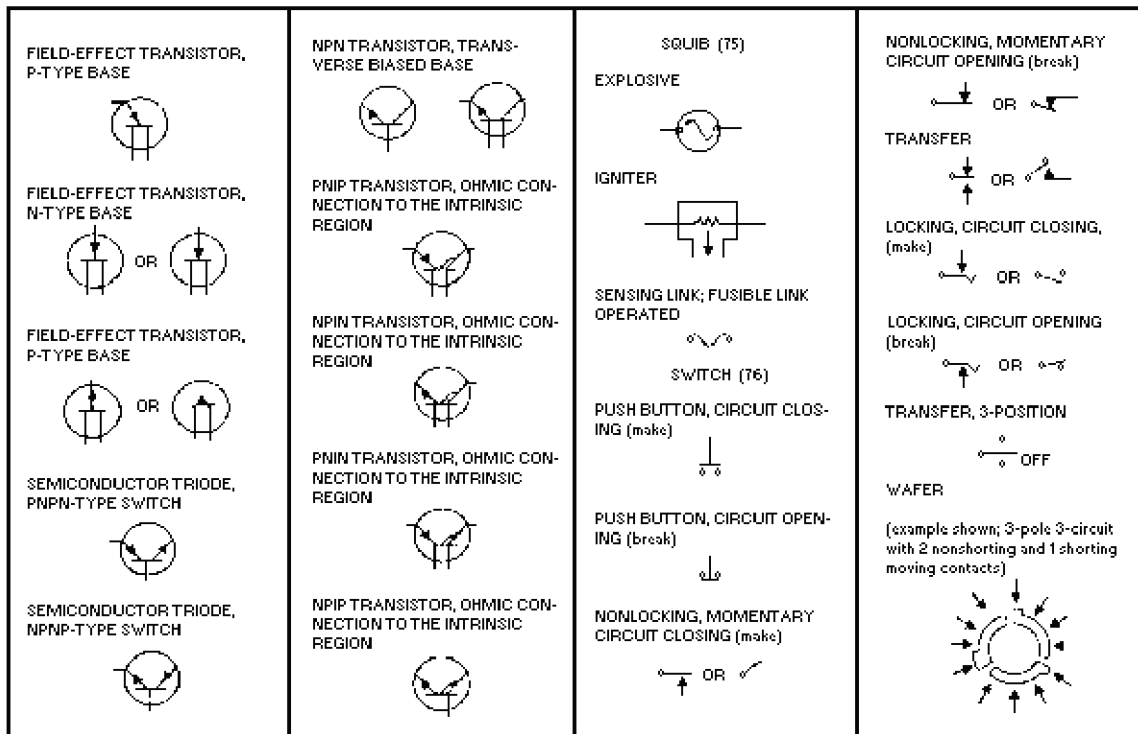 FIELD-EFFECT TRANSISTOR,
P-TYPE BASE
FIELD-EFFECT TRANSISTOR,
N-TYPE BASE
OR
FIELD-EFFECT TRANSISTOR,
P-TYPE BASE
OR
SEMICONDUCTOR TRIODE,
PNPN-TYPE SWITCH
SEMICONDUCTOR TRIODE,
NPNP-TYPE SWITCH
NPN TRANSISTOR, TRANS-
VERSE BIASED BASE
PNIP TRANSISTOR, OHMIC CON-
NECTION TO THE INTRINSIC
REGION
NPIN TRANSISTOR, OHMIC CON-
NECTION TO THE INTRINSIC
REGION
PNIN TRANSISTOR, OHMIC CON-
NECTION TO THE INTRINSIC
REGION
NPIP TRANSISTOR, OHMIC CON-
NECTION TO THE INTRINSIC
REGION
SQUIB (75)
EXPLOSIVE
IGNITER
SENSING LINK; FUSIBLE LINK
OPERATED
SWITCH (76)
PUSH BUTTON, CIRCUIT CLOS-
ING (make)
PUSH BUTTON, CIRCUIT OPEN-
ING (break)
NONLOCKING, MOMENTARY
CIRCUIT CLOSING (make)
OR
NONLOCKING, MOMENTARY
CIRCUIT OPENING (break)
OR
TRANSFER
OR
LOCKING, CIRCUIT CLOSING,
(make)
OR
LOCKING, CIRCUIT OPENING
(break)
OR
TRANSFER, 3-POSITION
OFF
WAFER
(example shown; 3-pole 3-circuit
with 2 nonshorting and 1 shorting
moving contacts)